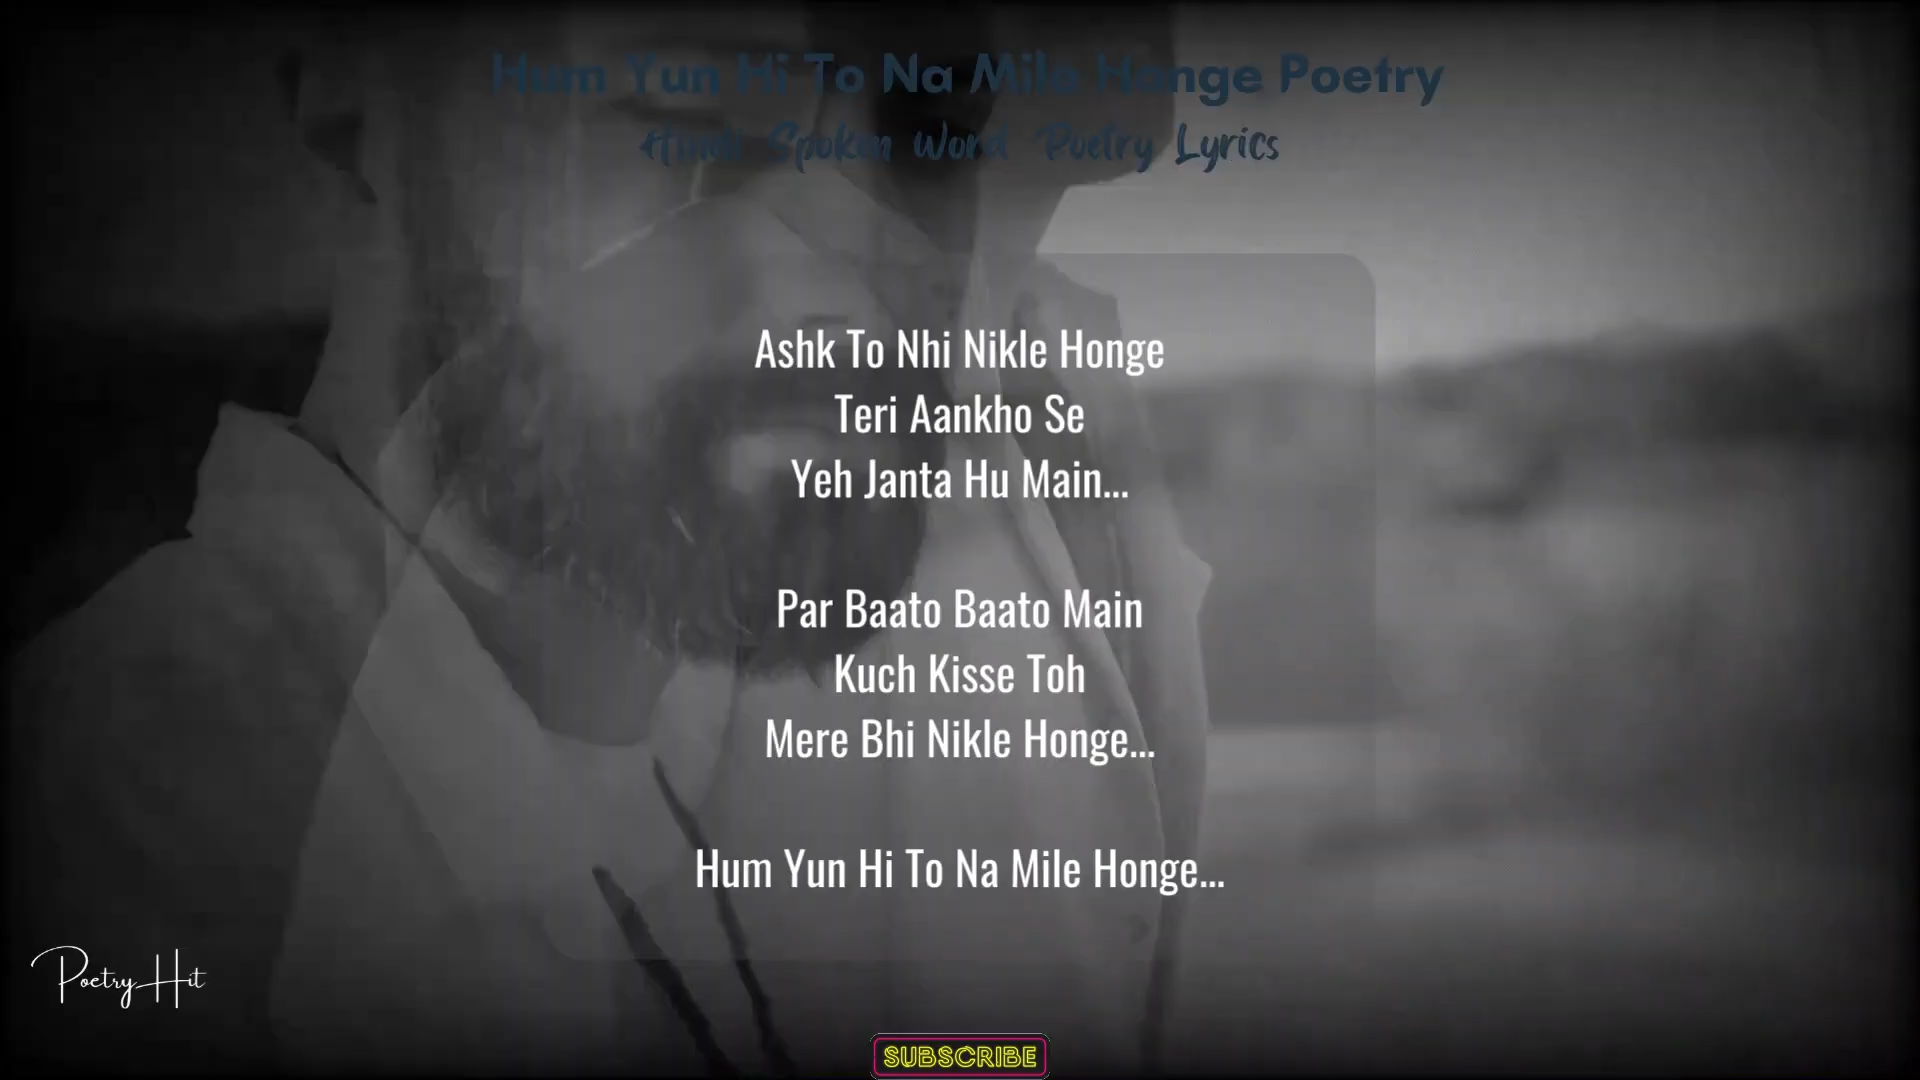 Hum Yun Hi To Na Mile Honge Poetry
Hindi Spoken Word Poetry Lyrics
Ashk To Nhi Nikle Honge
Teri Aankho Se
Yeh Janta Hu Main...
Par Baato Baato Main
Kuch Kisse Toh
Mere Bhi Nikle Honge...
Hum Yun Hi To Na Mile Honge...
Poetry Hit
SUBSCRIBE